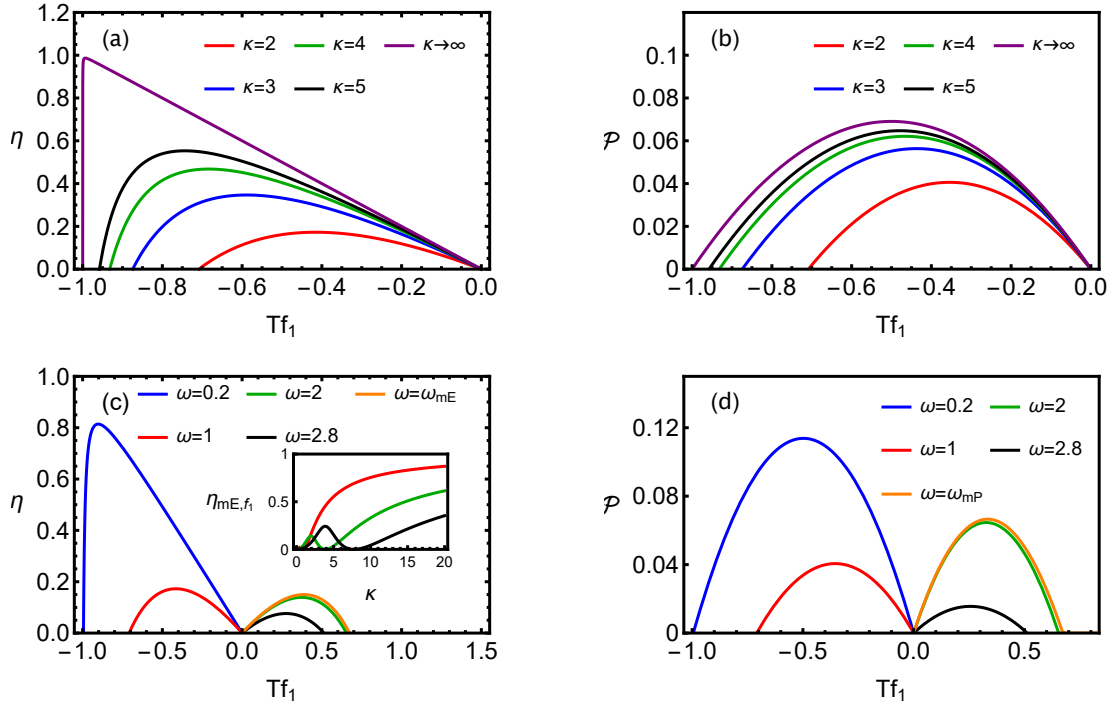 (a)
κ=2 κ=4 κ→∞
κ=3 κ=5
1.2
1.0
0.8
0.6
0.4
0.2
0.0
η
-1.0 -0.8 -0.6 -0.4 -0.2 0.0
Tf₁
(b)
κ=2 κ=4 κ→∞
κ=3 κ=5
0.1
0.08
0.06
0.04
0.02
0
𝒫
-1.0 -0.8 -0.6 -0.4 -0.2 0.0
Tf₁
(c)
ω=0.2 ω=2 ω=ω_mE
ω=1 ω=2.8
1.0
0.8
0.6
0.4
0.2
0.0
η
1
0.5
0
η_mE,f₁
0 5 10 15 20
κ
-1.0 -0.5 0.0 0.5 1.0 1.5
Tf₁
(d)
ω=0.2 ω=2
ω=1 ω=2.8
ω=ω_mP
0.12
0.08
0.04
0
𝒫
-1.0 -0.5 0.0 0.5
Tf₁